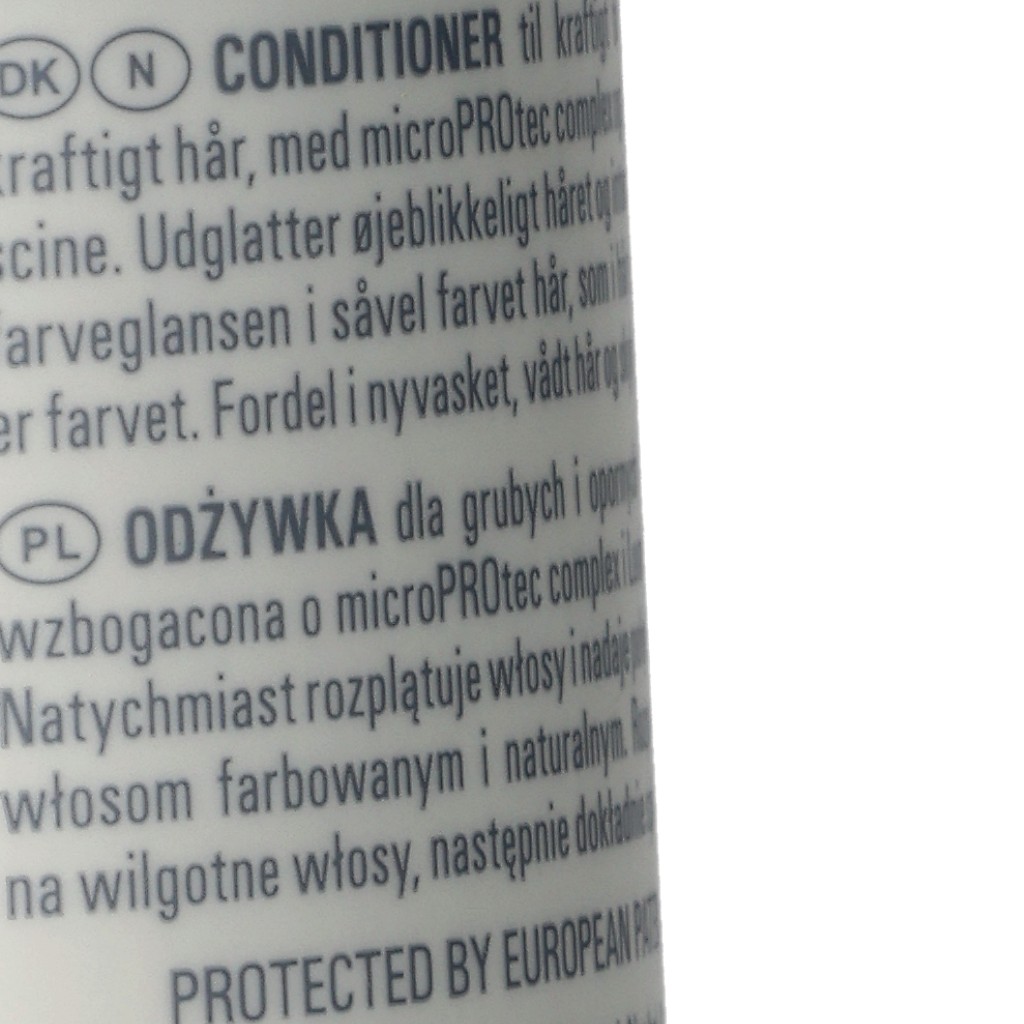 DK N CONDITIONER til kraftigt
kraftigt hår, med microPROtec complex
Udglatter øjeblikkeligt håret og
farveglansen i såvel farvet hår, som i
er farvet. Fordel i nyvasket, vådt hår og
PL ODŻYWKA dla grubych i
wzbogacona o microPROtec complex i
Natychmiast rozplątuje włosy i nadaje
włosom farbowanym i naturalnym.
na wilgotne włosy, następnie dokładnie
PROTECTED BY EUROPEAN